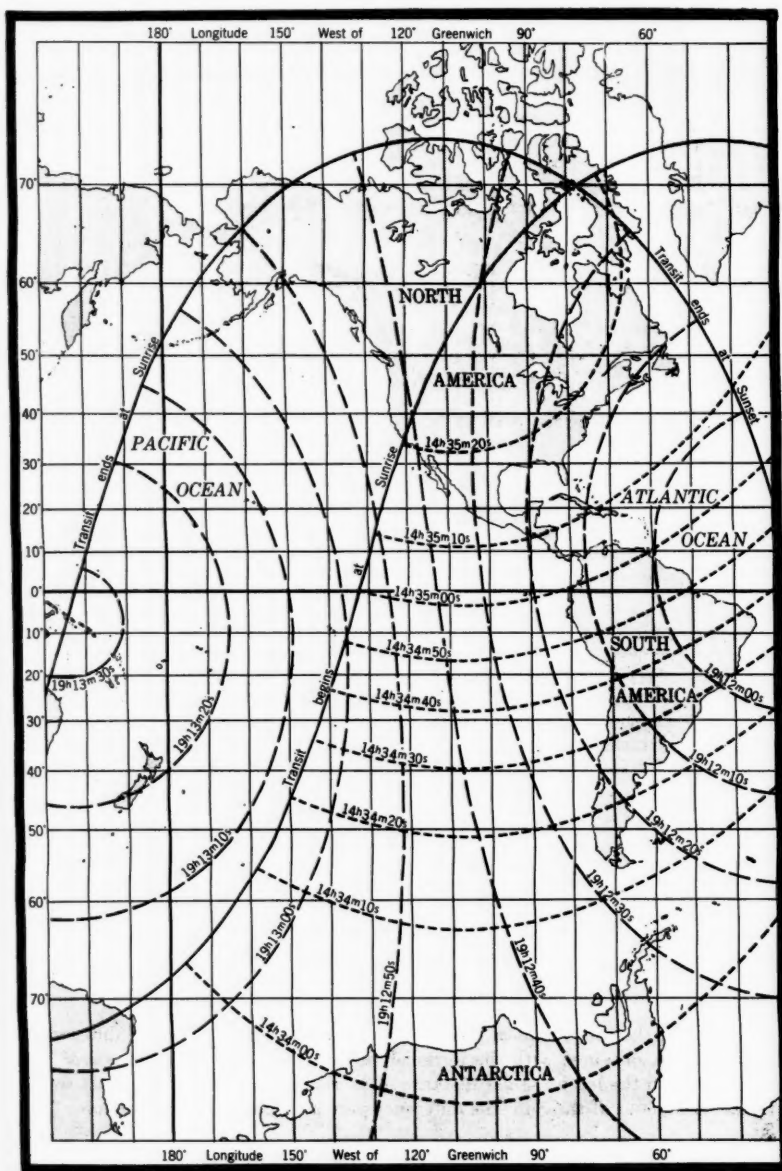 180° Longitude 150° West of 120° Greenwich 90° 60°
70°
60°
50°
40°
30°
20°
10°
0°
10°
20°
30°
40°
50°
60°
70°
NORTH
AMERICA
PACIFIC
OCEAN
ATLANTIC
OCEAN
SOUTH
AMERICA
ANTARCTICA
Transit ends at Sunrise
Transit begins at Sunrise
Transit ends at Sunset
14h35m20s
14h35m10s
14h35m00s
14h34m50s
14h34m40s
14h34m30s
14h34m20s
14h34m10s
14h34m00s
19h13m30s
19h13m20s
19h13m10s
19h13m00s
19h12m50s
19h12m40s
19h12m30s
19h12m20s
19h12m10s
19h12m00s
180° Longitude 150° West of 120° Greenwich 90° 60°